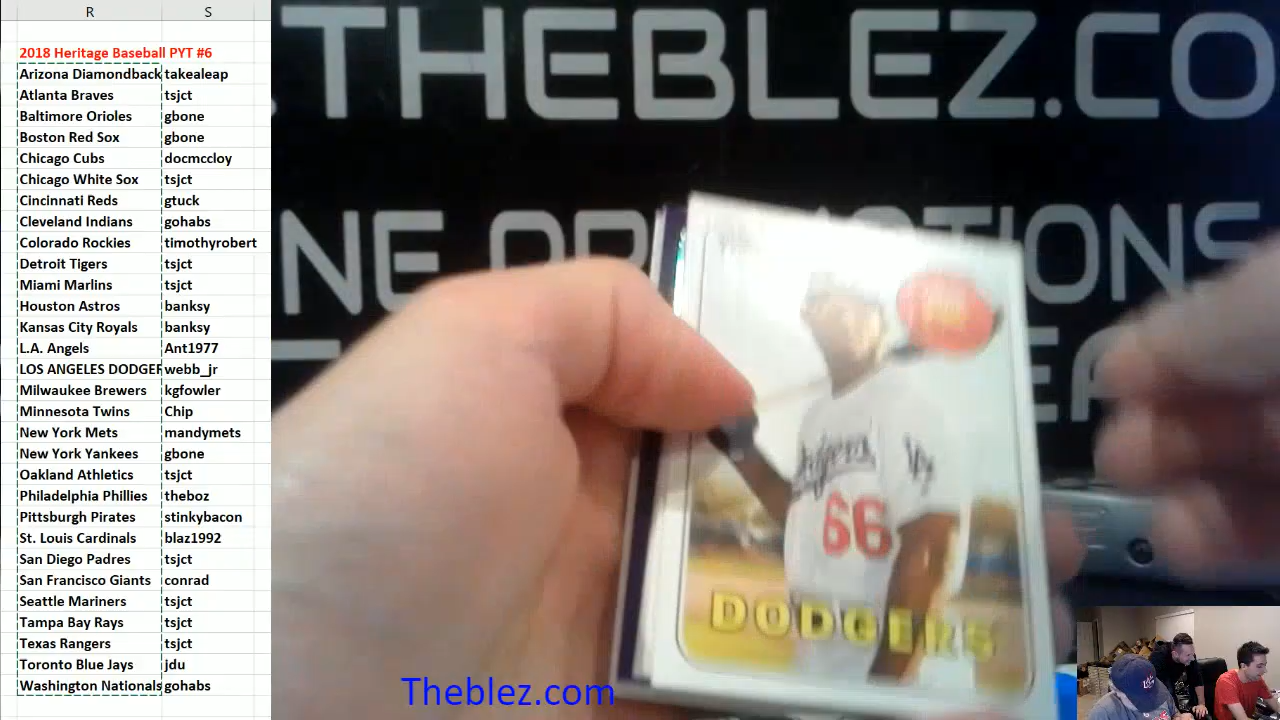 R S
2018 Heritage Baseball PYT #6
Arizona Diamondback takealeap
Atlanta Braves tsjct
Baltimore Orioles gbone
Boston Red Sox gbone
Chicago Cubs docmccloy
Chicago White Sox tsjct
Cincinnati Reds gtuck
Cleveland Indians gohabs
Colorado Rockies timothyrobert
Detroit Tigers tsjct
Miami Marlins tsjct
Houston Astros banksy
Kansas City Royals banksy
L.A. Angels Ant1977
LOS ANGELES DODGER webb_jr
Milwaukee Brewers kgfowler
Minnesota Twins Chip
New York Mets mandymets
New York Yankees gbone
Oakland Athletics tsjct
Philadelphia Phillies theboz
Pittsburgh Pirates stinkybacon
St. Louis Cardinals blaz1992
San Diego Padres tsjct
San Francisco Giants conrad
Seattle Mariners tsjct
Tampa Bay Rays tsjct
Texas Rangers tsjct
Toronto Blue Jays jdu
Washington Nationals gohabs
.THEBLEZ.CO
66
DODGERS
Theblez.com